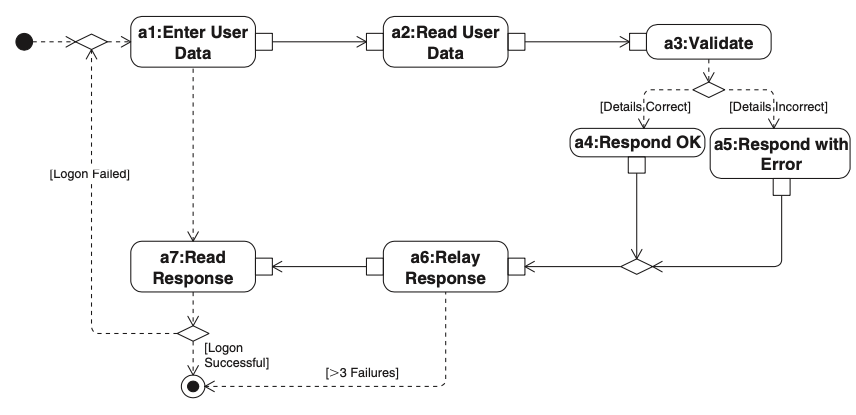 a1:Enter User
Data
a2:Read User
Data
a3:Validate
[Details Correct]
[Details Incorrect]
a4:Respond OK
a5:Respond with
Error
[Logon Failed]
a7:Read
Response
a6:Relay
Response
[Logon
Successful]
[>3 Failures]